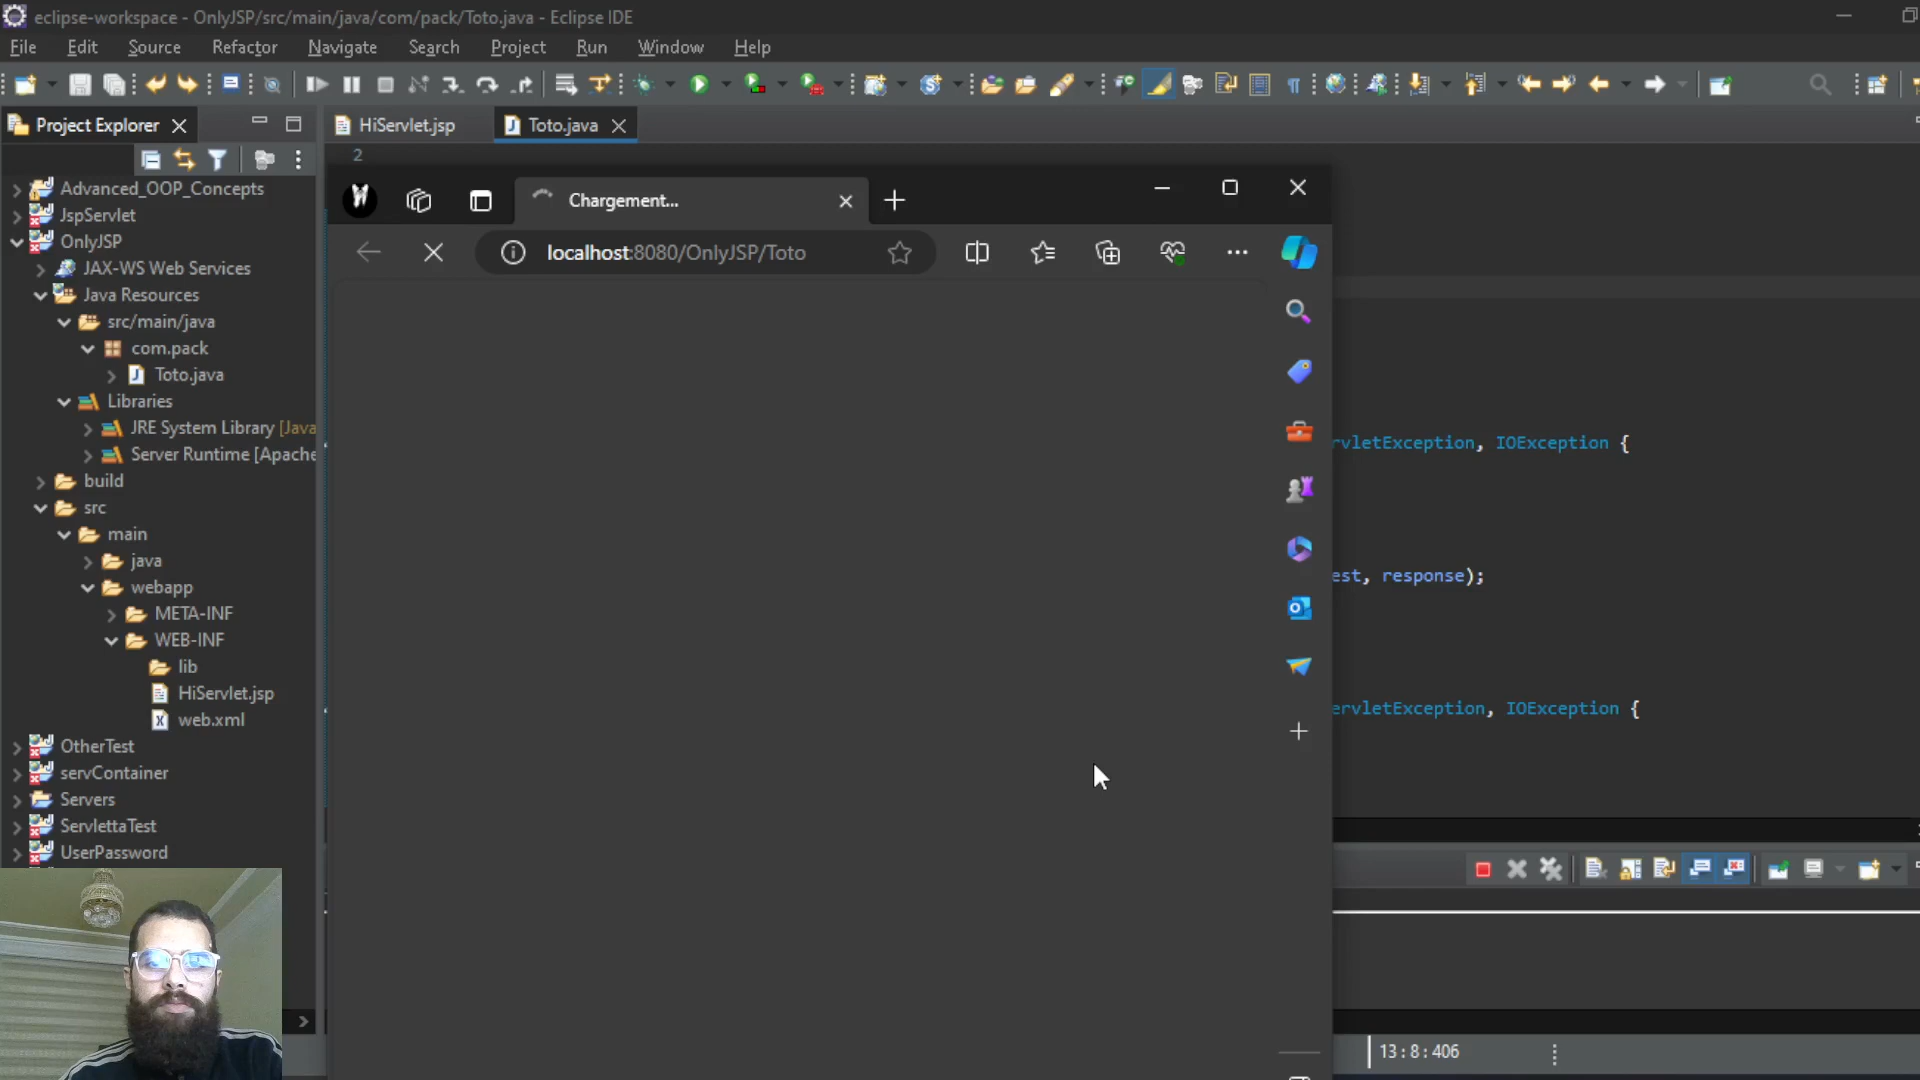 eclipse-workspace - OnlyJSP/src/main/java/com/pack/Toto.java - Eclipse IDE
File Edit Source Refactor Navigate Search Project Run Window Help
Project Explorer
HiServlet.jsp
Toto.java
2
Advanced_OOP_Concepts
JspServlet
OnlyJSP
JAX-WS Web Services
Java Resources
src/main/java
com.pack
Toto.java
Libraries
JRE System Library [Java
Server Runtime [Apache
build
src
main
java
webapp
META-INF
WEB-INF
lib
HiServlet.jsp
web.xml
OtherTest
servContainer
Servers
ServlettaTest
UserPassword
Chargement...
localhost:8080/OnlyJSP/Toto
rvletException, IOException {
est, response);
ervletException, IOException {
13 : 8 : 406